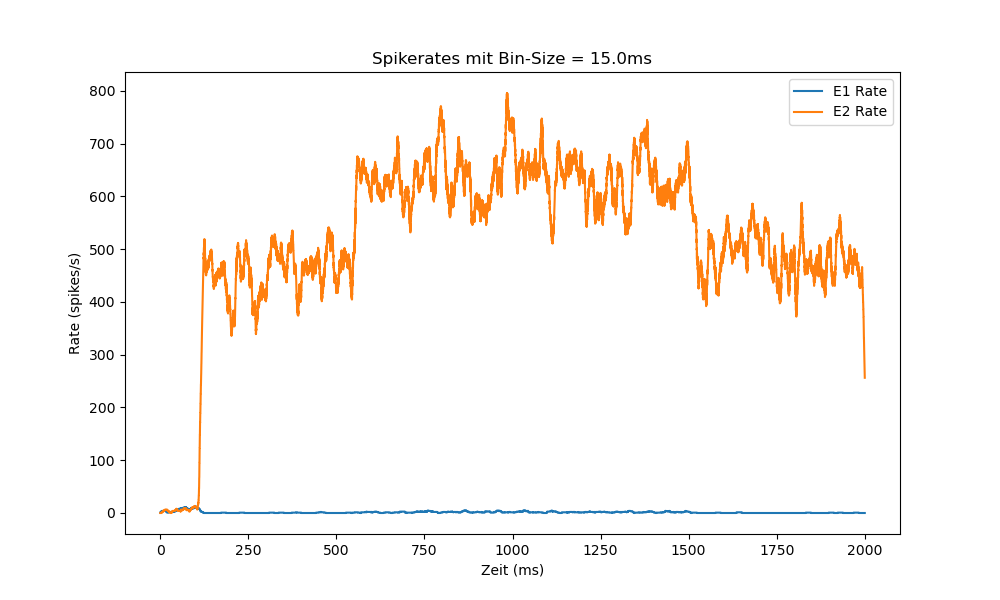 Spikerates mit Bin-Size = 15.0ms
E1 Rate
E2 Rate
800
700
600
500
400
300
200
100
0
Rate (spikes/s)
0 250 500 750 1000 1250 1500 1750 2000
Zeit (ms)